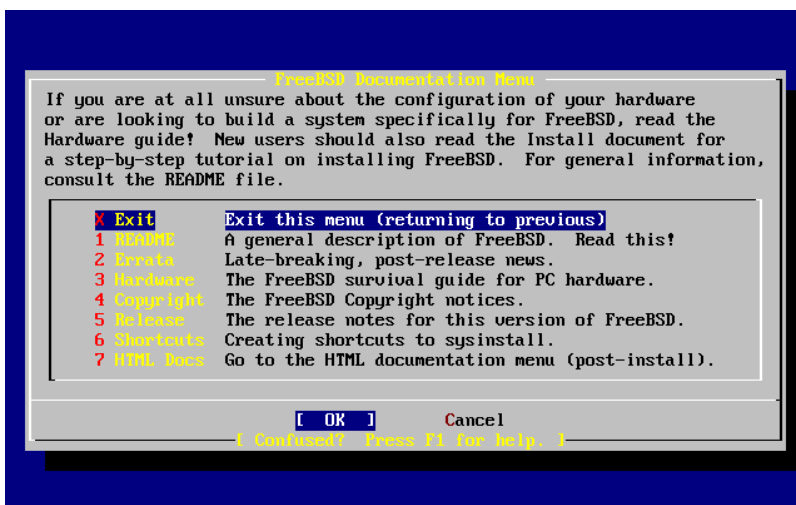 FreeBSD Documentation Menu
If you are at all unsure about the configuration of your hardware
or are looking to build a system specifically for FreeBSD, read the
Hardware guide!  New users should also read the Install document for
a step-by-step tutorial on installing FreeBSD.  For general information,
consult the README file.
X Exit       Exit this menu (returning to previous)
1 README     A general description of FreeBSD.  Read this!
2 Errata     Late-breaking, post-release news.
3 Hardware   The FreeBSD survival guide for PC hardware.
4 Copyright  The FreeBSD Copyright notices.
5 Release    The release notes for this version of FreeBSD.
6 Shortcuts  Creating shortcuts to sysinstall.
7 HTML Docs  Go to the HTML documentation menu (post-install).
[  OK  ]       Cancel
[ Confused?  Press F1 for help. ]